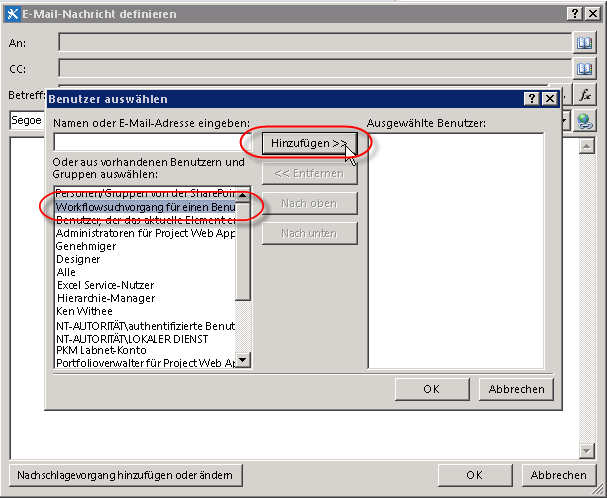 E-Mail-Nachricht definieren
An:
CC:
Betreff:
fx
Segoe
Benutzer auswählen
Namen oder E-Mail-Adresse eingeben:
Ausgewählte Benutzer:
Hinzufügen >>
Oder aus vorhandenen Benutzern und
Gruppen auswählen:
<< Entfernen
Personen/Gruppen von der SharePoi
Workflowsuchvorgang für einen Benu
Benutzer, der das aktuelle Element er
Nach oben
Administratoren für Project Web App
Nach unten
Genehmiger
Designer
Alle
Excel Service-Nutzer
Hierarchie-Manager
Ken Withee
NT-AUTORITÄT\authentifizierte Benut
NT-AUTORITÄT\LOKALER DIENST
PKM Labnet-Konto
Portfolioverwalter für Project Web Ap
OK
Abbrechen
Nachschlagevorgang hinzufügen oder ändern
OK
Abbrechen